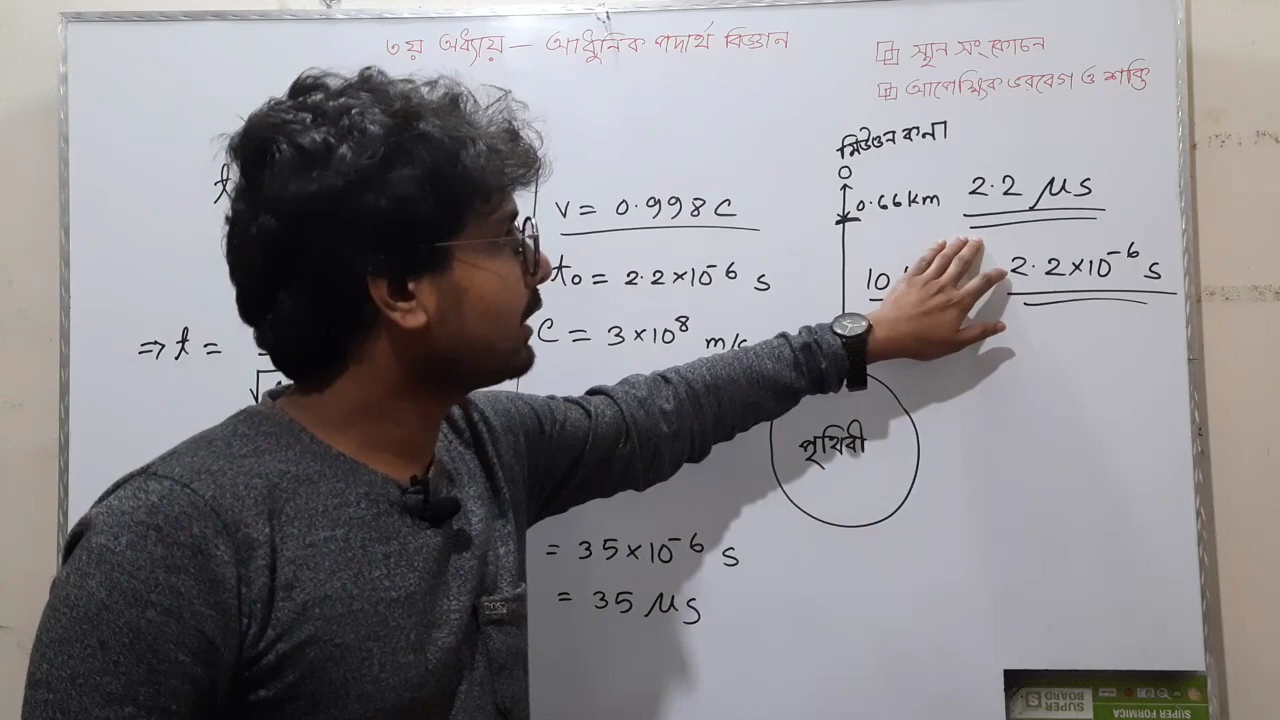 ৩য় অধ্যায় – আধুনিক পদার্থ বিজ্ঞান
স্থান সংকোচন
আপেক্ষিক ভরবেগ ও শক্তি
মিউওন কনা
0.66km
2.2 μs
10
2.2×10⁻⁶ s
পৃথিবী
t
v = 0.998C
t₀ = 2.2×10⁻⁶ s
C = 3×10⁸ m/s
⇒ t =
= 35×10⁻⁶ s
= 35 μs
SUPER BOARD
SUPER FORMICA